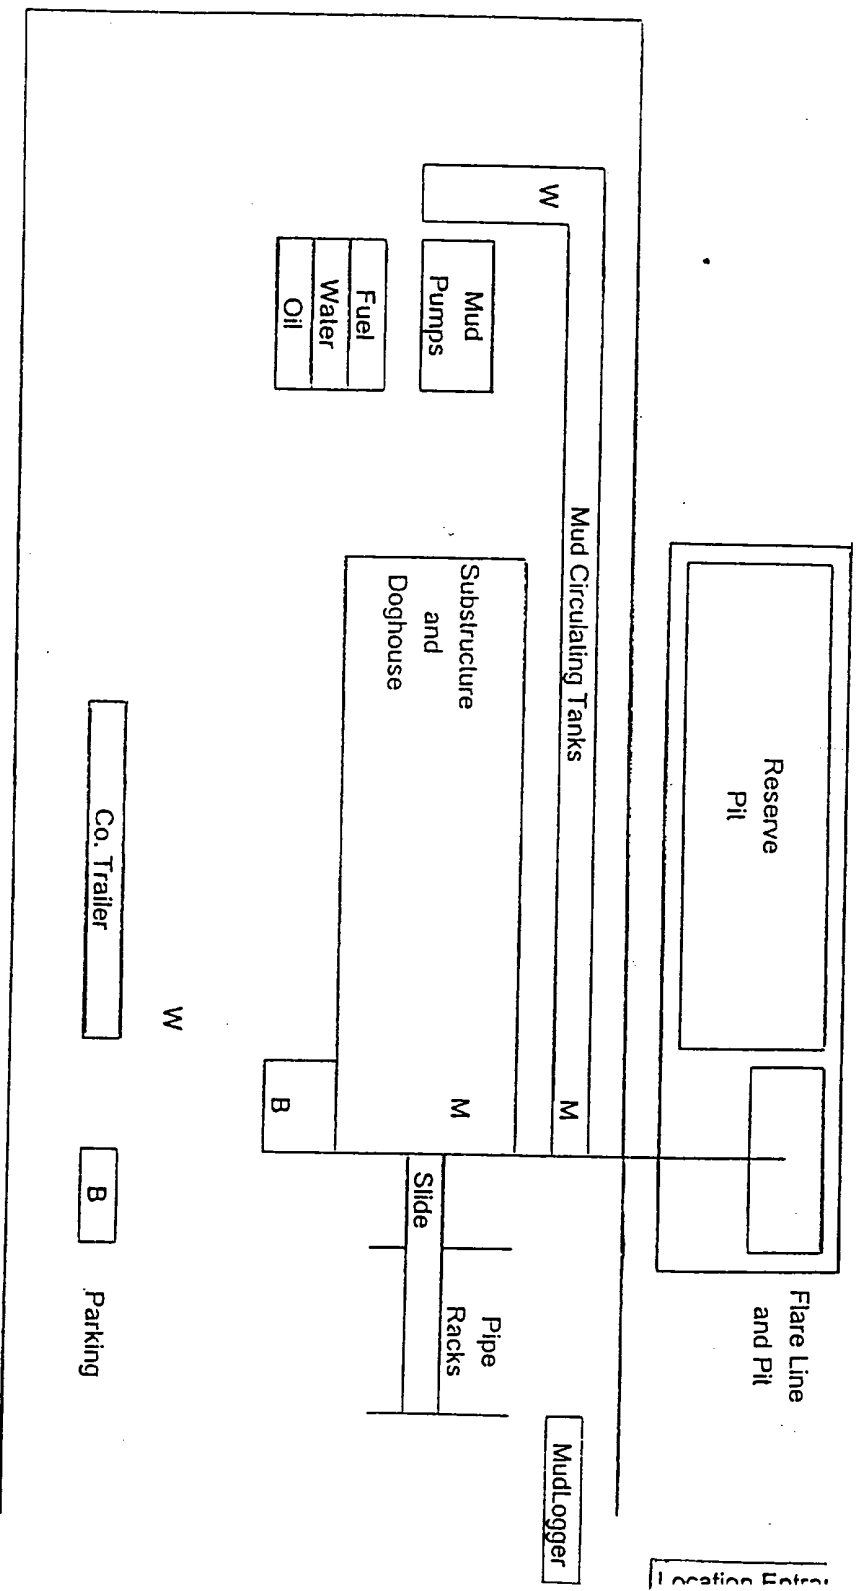 Reserve
Pit
Flare Line
and Pit
Location
W
Mud Circulating Tanks
M
MudLogger
Mud
Pumps
Substructure
and
Doghouse
M
Slide
Pipe
Racks
Fuel
Water
Oil
B
W
Co. Trailer
B
Parking